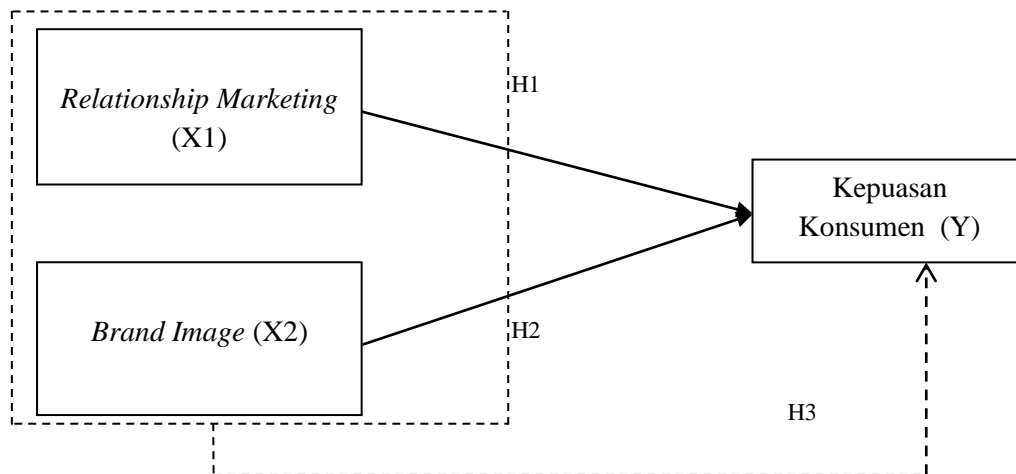 Relationship Marketing
(X1)
H1
Kepuasan
Konsumen (Y)
Brand Image (X2)
H2
H3